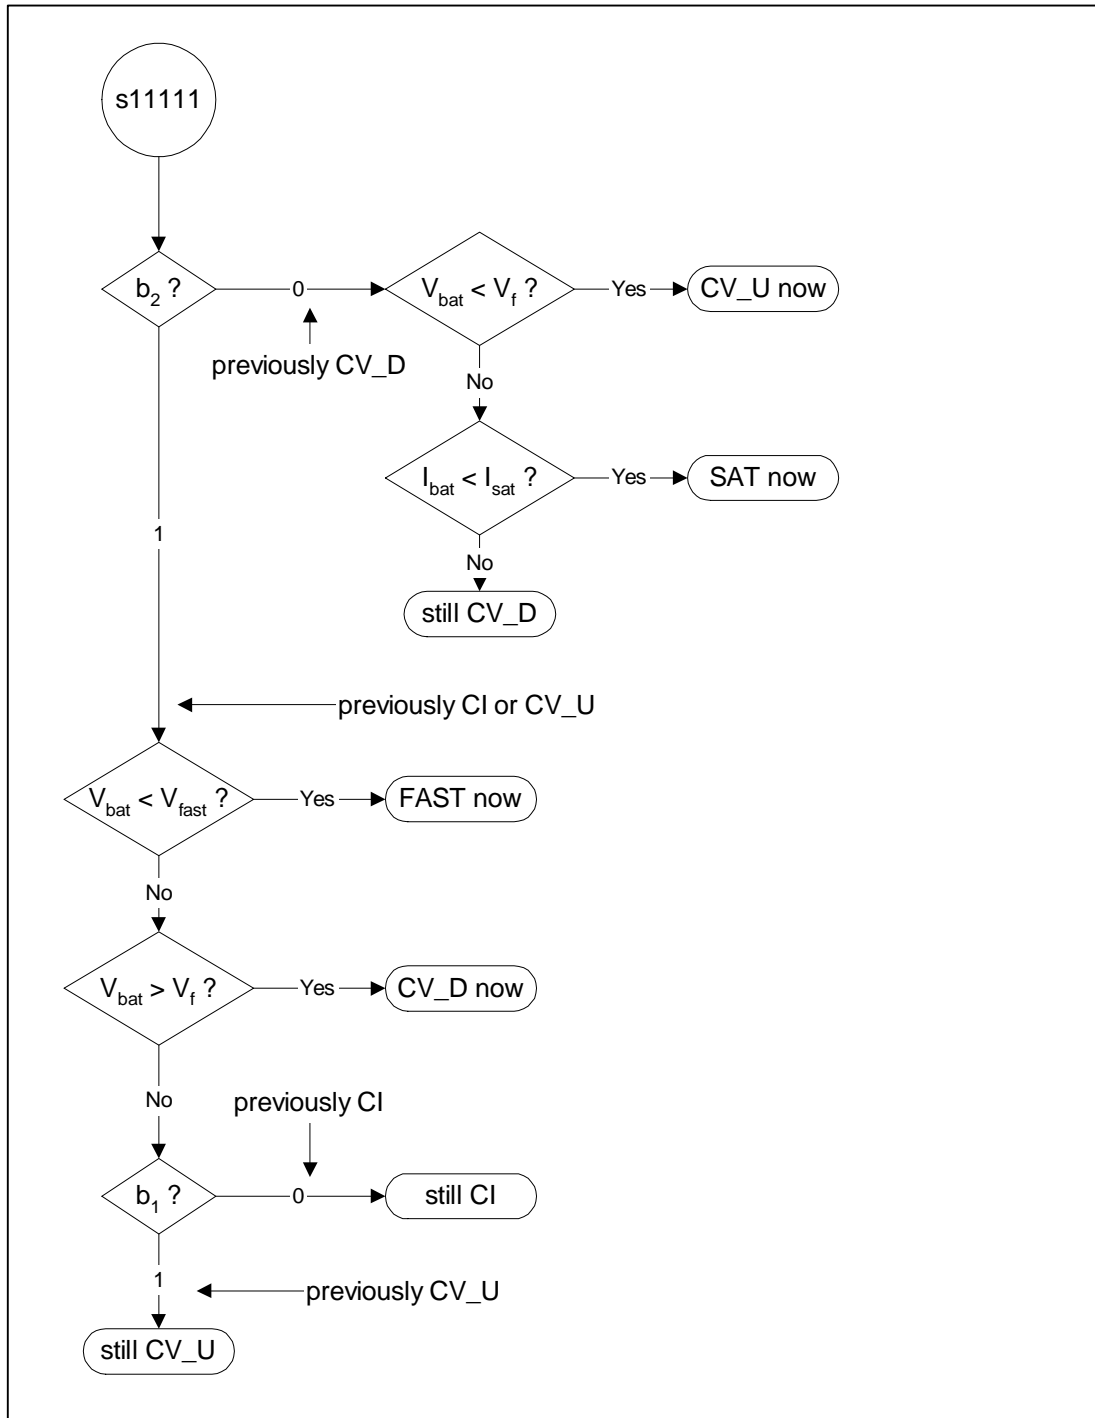 s11111
b2 ?
0
Vbat < Vf ?
Yes
CV_U now
previously CV_D
No
Ibat < Isat ?
Yes
SAT now
1
No
still CV_D
previously CI or CV_U
Vbat < Vfast ?
Yes
FAST now
No
Vbat > Vf ?
Yes
CV_D now
No
previously CI
b1 ?
0
still CI
1
previously CV_U
still CV_U